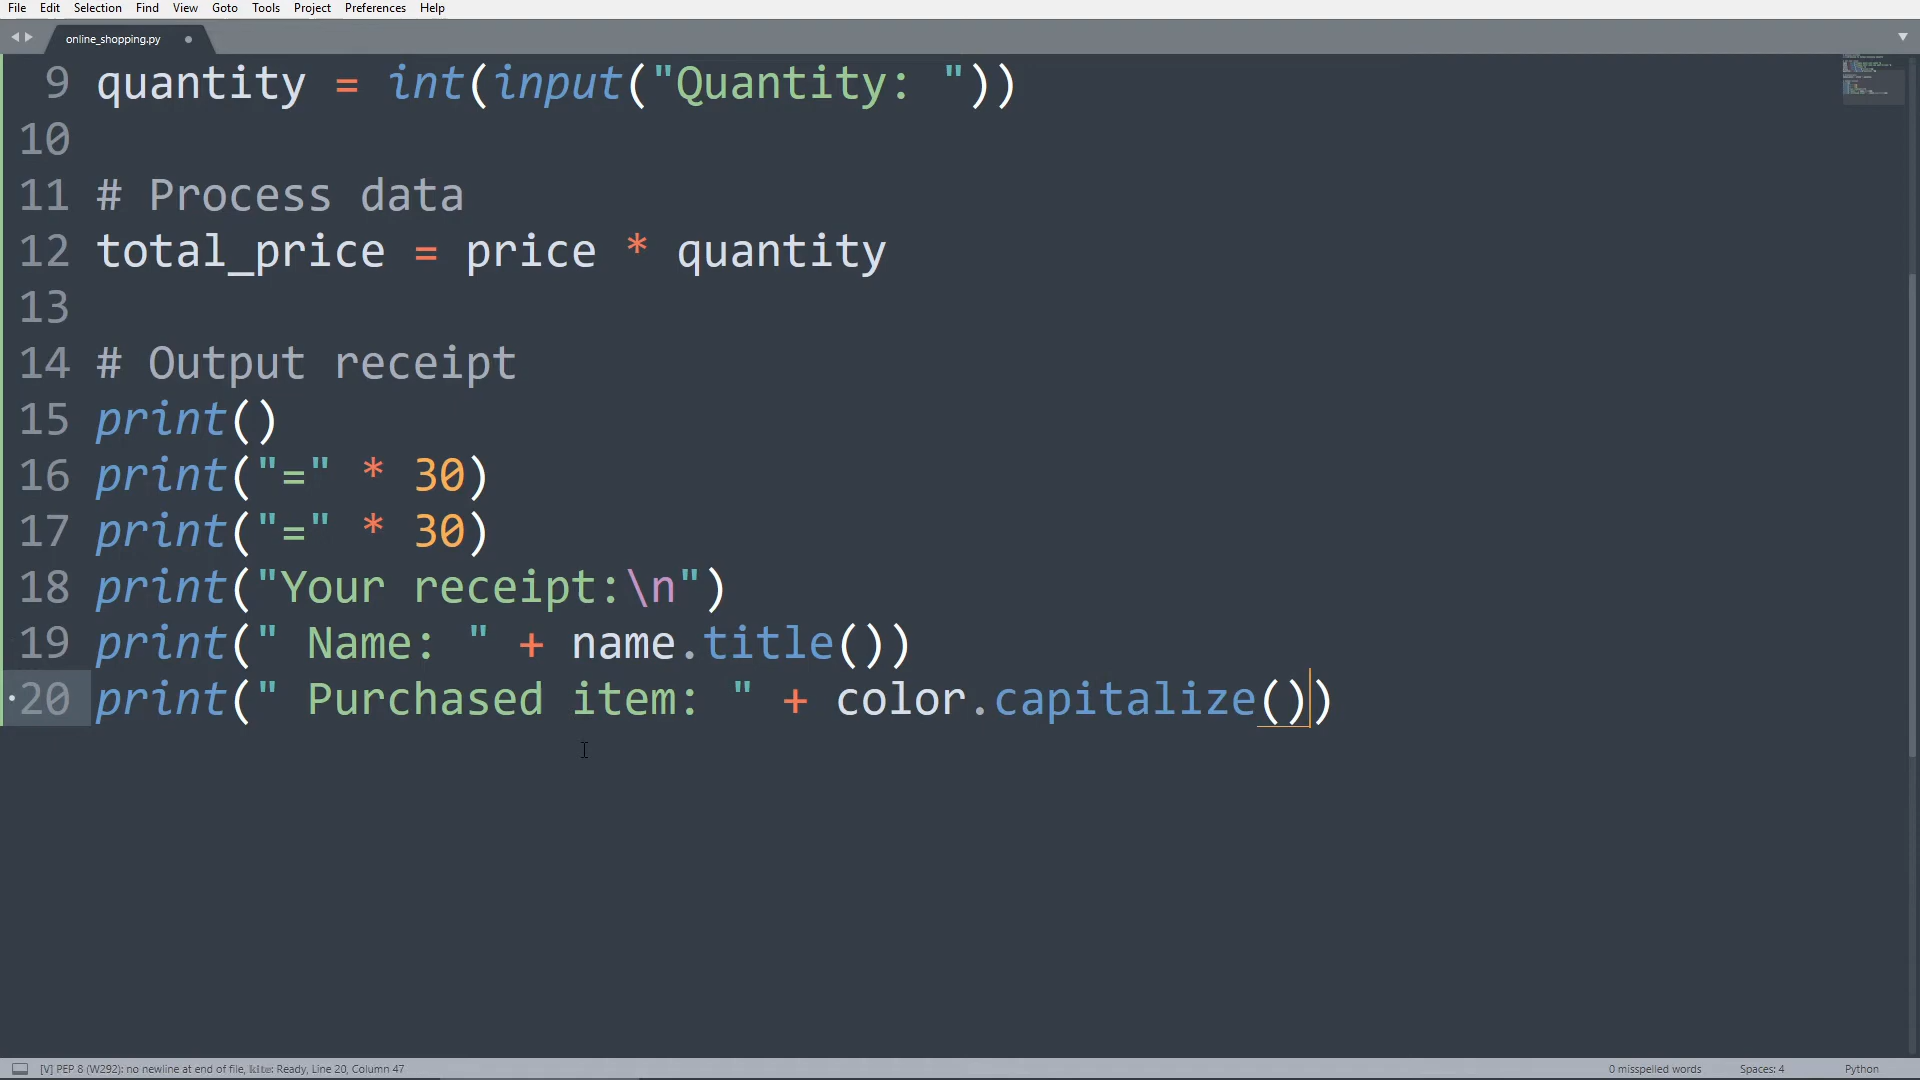 File Edit Selection Find View Goto Tools Project Preferences Help
online_shopping.py
9 quantity = int(input("Quantity: "))
10
11 # Process data
12 total_price = price * quantity
13
14 # Output receipt
15 print()
16 print("=" * 30)
17 print("=" * 30)
18 print("Your receipt:\n")
19 print(" Name: " + name.title())
20 print(" Purchased item: " + color.capitalize())
[V] PEP 8 (W292): no newline at end of file, kite: Ready, Line 20, Column 47 0 misspelled words Spaces: 4 Python